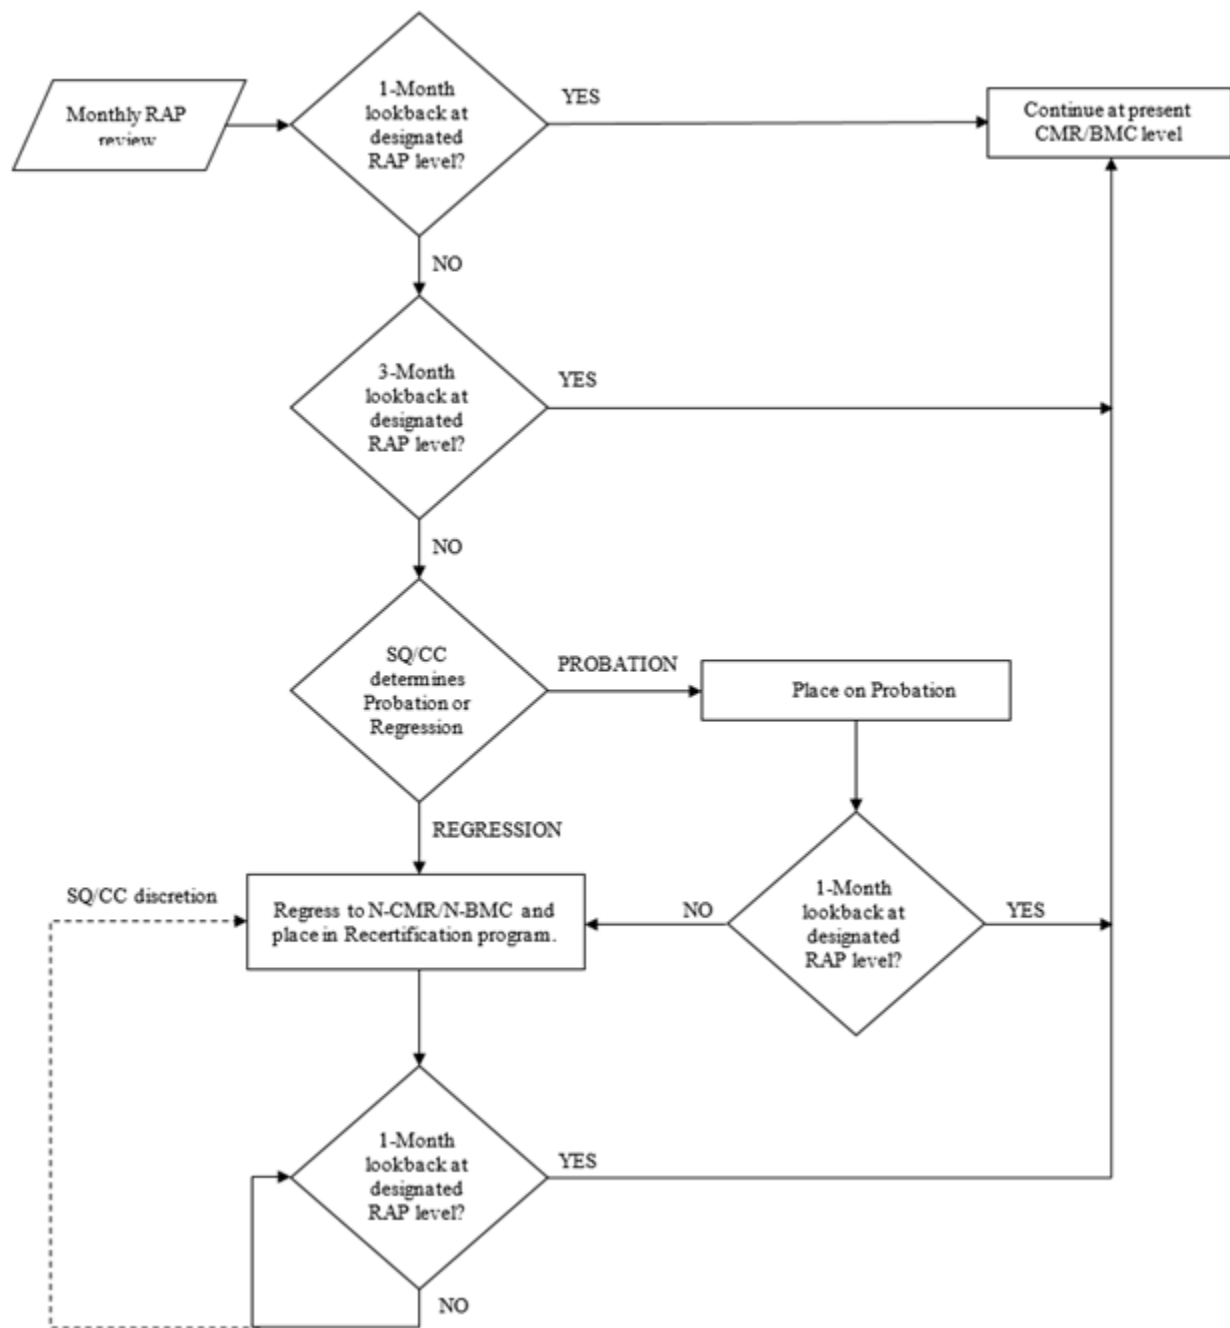 Monthly RAP
review
1-Month
lookback at
designated
RAP level?
YES
Continue at present
CMR/BMC level
NO
3-Month
lookback at
designated
RAP level?
YES
NO
SQ/CC
determines
Probation or
Regression
PROBATION
Place on Probation
REGRESSION
SQ/CC discretion
Regress to N-CMR/N-BMC and
place in Recertification program.
NO
1-Month
lookback at
designated
RAP level?
YES
1-Month
lookback at
designated
RAP level?
YES
NO